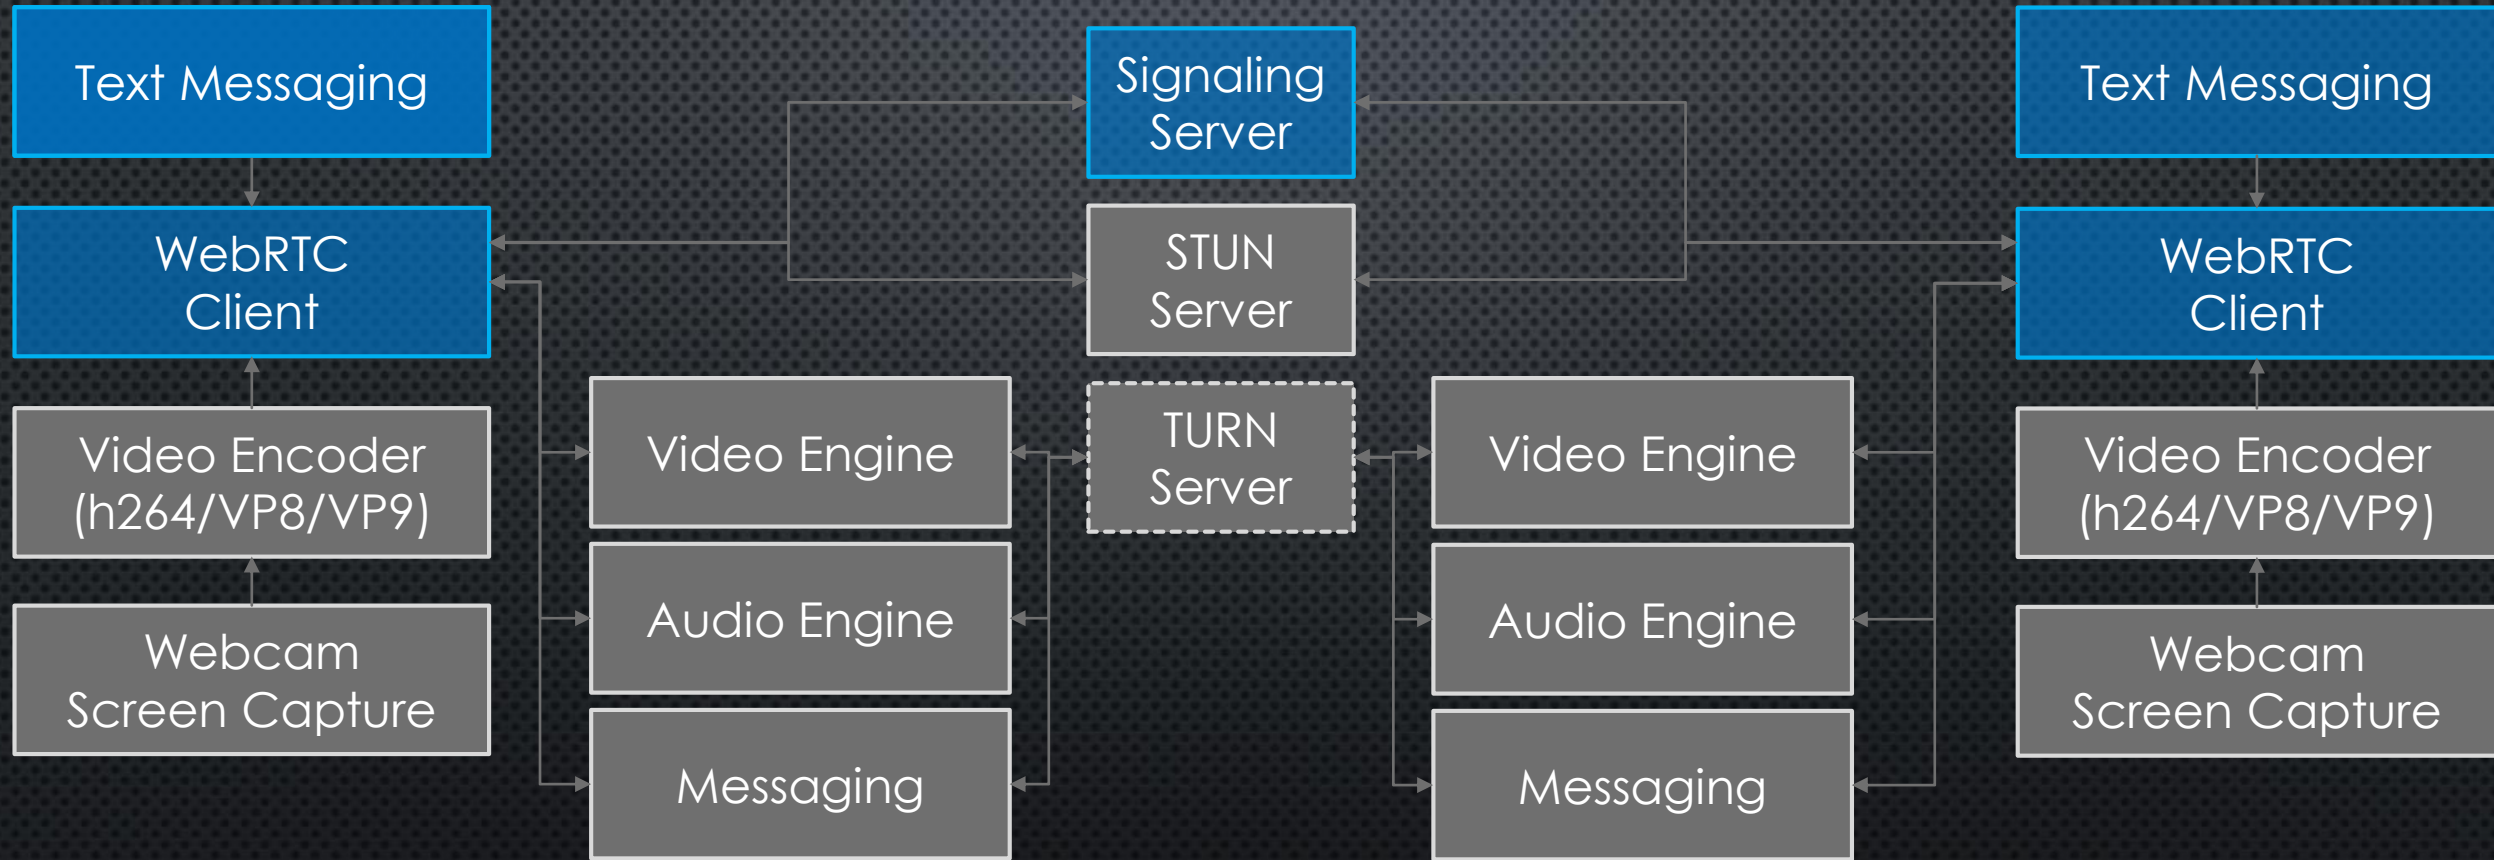 Text Messaging
WebRTC
Client
Video Encoder
(h264/VP8/VP9)
Webcam
Screen Capture
Video Engine
Audio Engine
Messaging
Signaling
Server
STUN
Server
TURN
Server
Video Engine
Audio Engine
Messaging
Text Messaging
WebRTC
Client
Video Encoder
(h264/VP8/VP9)
Webcam
Screen Capture